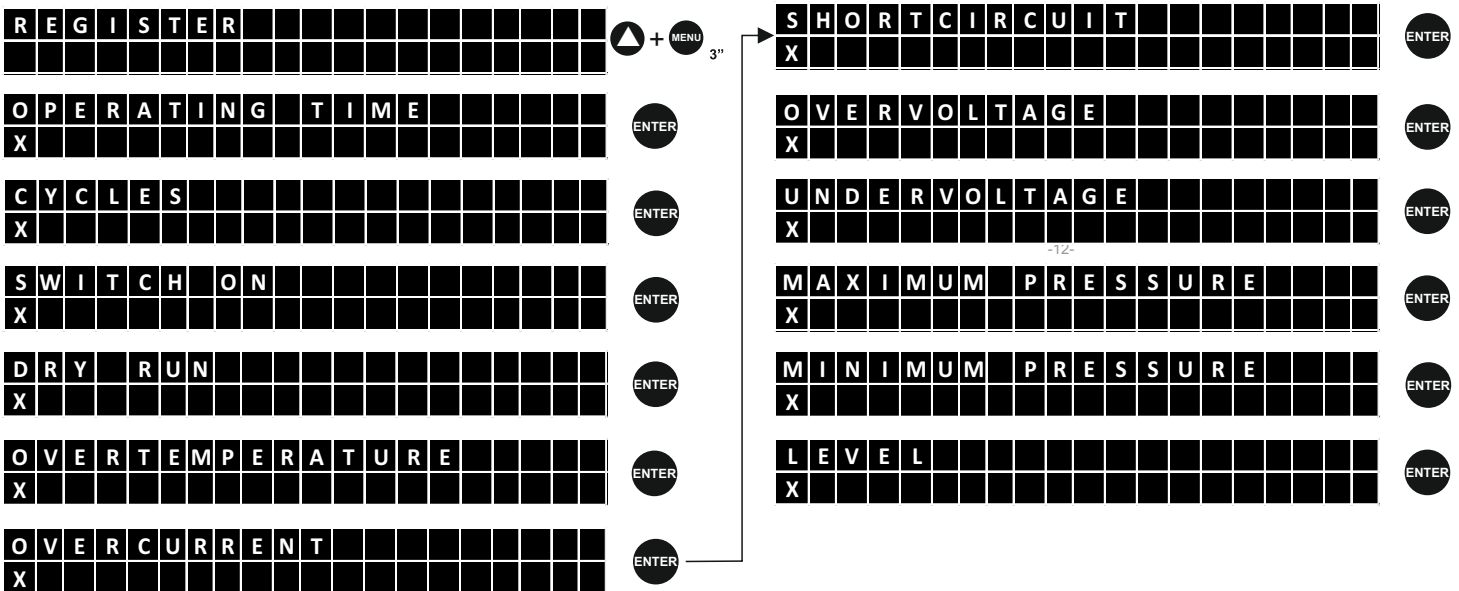 REGISTER
+ MENU 3”
OPERATING TIME
X
ENTER
CYCLES
X
ENTER
SWITCH ON
X
ENTER
DRY RUN
X
ENTER
OVERTEMPERATURE
X
ENTER
OVERCURRENT
X
ENTER
SHORTCIRCUIT
X
ENTER
OVERVOLTAGE
X
ENTER
UNDERVOLTAGE
X
ENTER
-12-
MAXIMUM PRESSURE
X
ENTER
MINIMUM PRESSURE
X
ENTER
LEVEL
X
ENTER